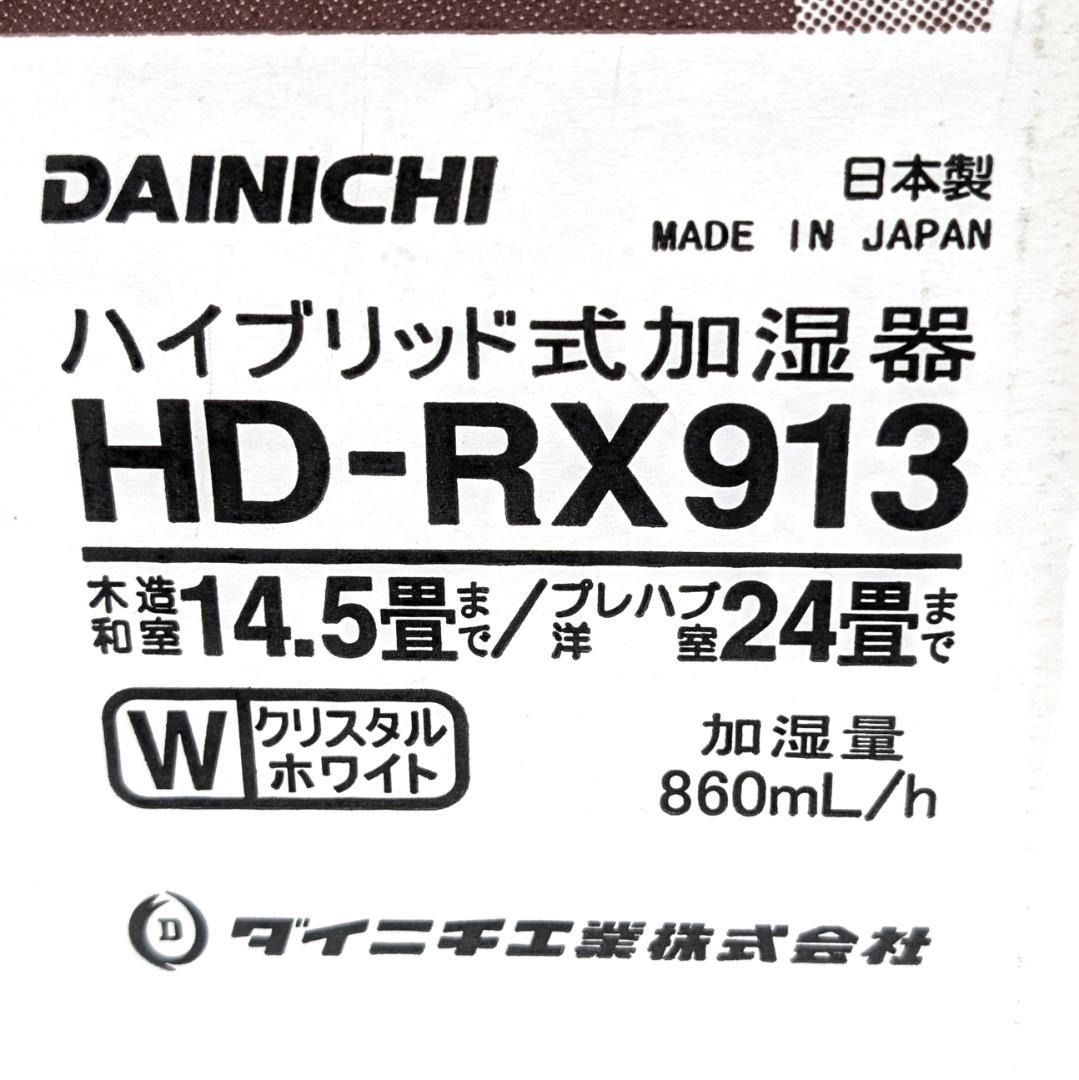 DAINICHI
日本製
MADE IN JAPAN
ハイブリッド式加湿器
HD-RX913
木造和室14.5畳まで/プレハブ洋室24畳まで
W クリスタルホワイト
加湿量
860mL/h
D ダイニチ工業株式会社